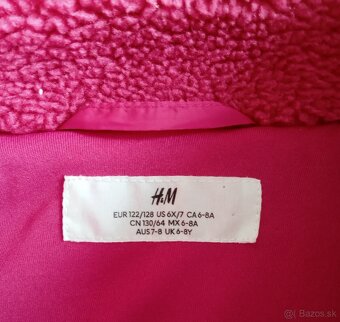 H&M
EUR 122/128 US 6X/7 CA 6-8A
CN 130/64 MX 6-8A
AUS 7-8 UK 6-8Y
Bazos.sk